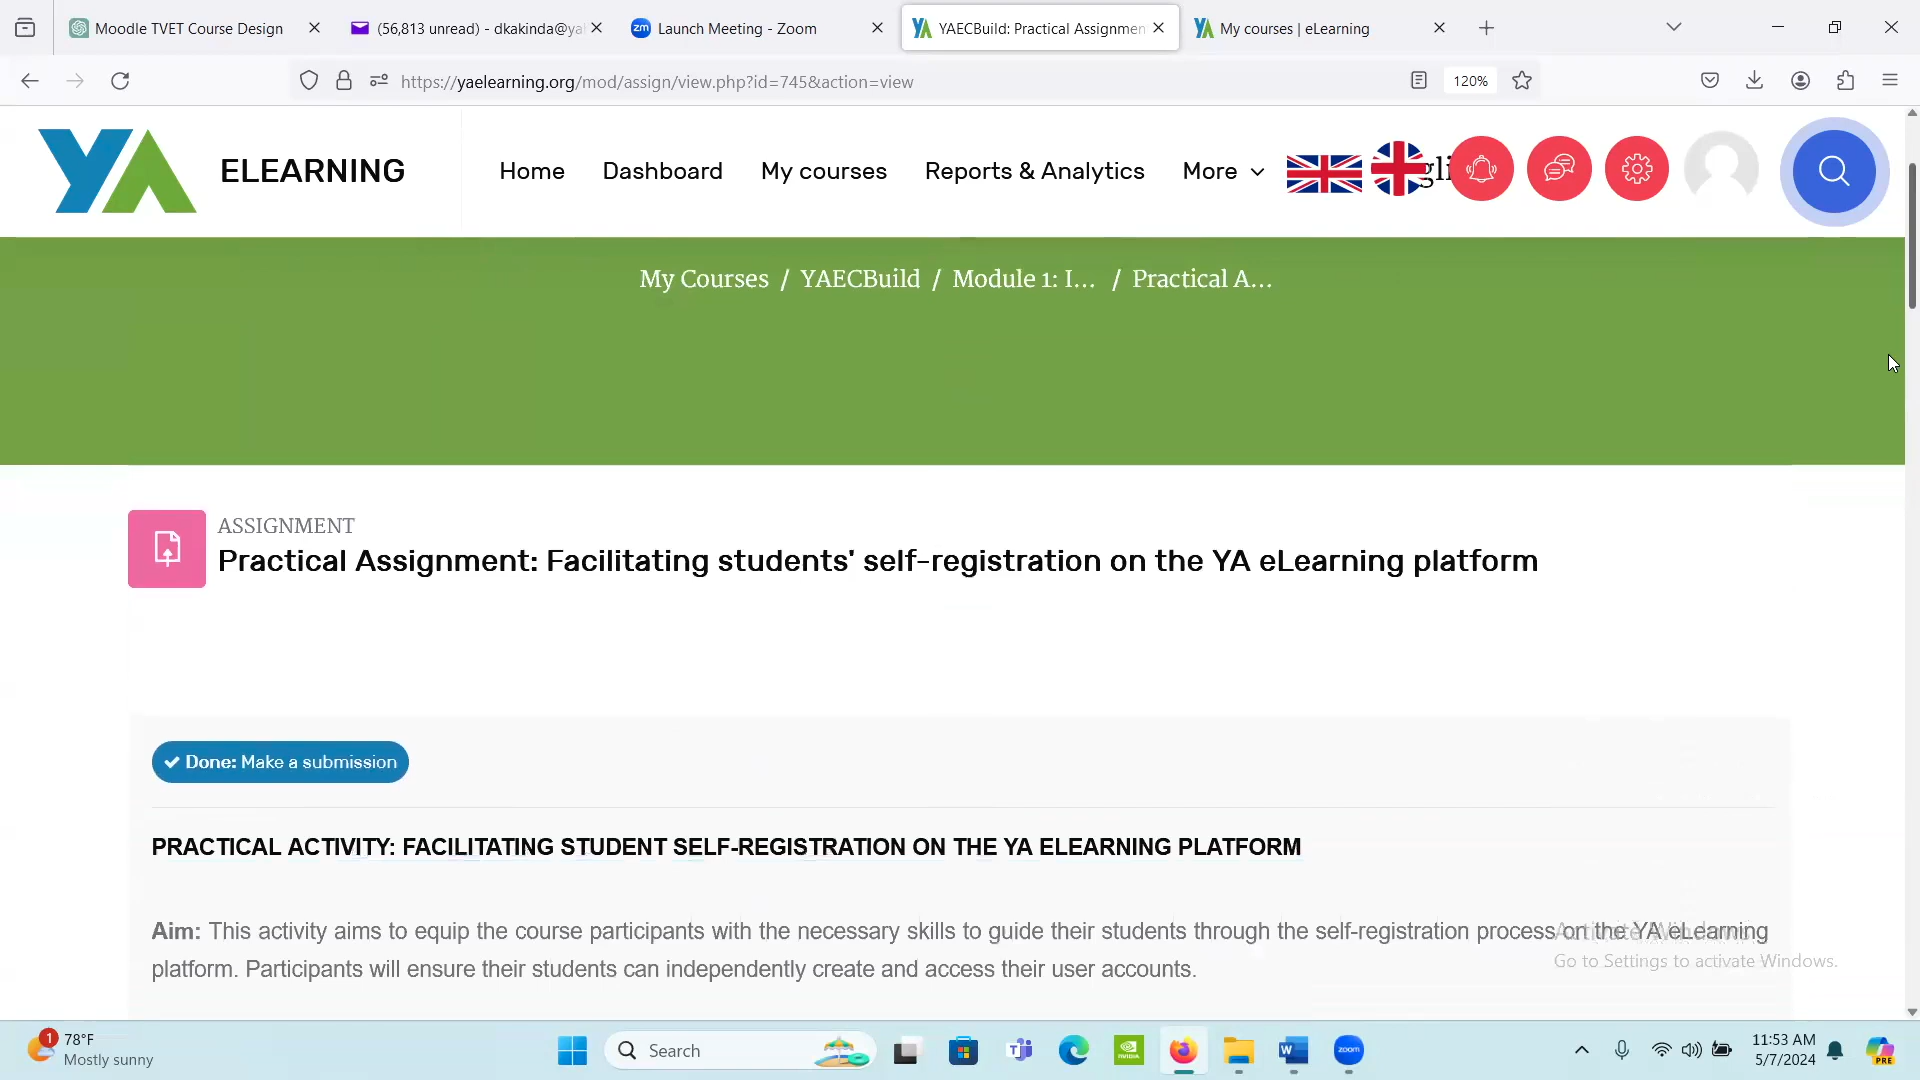 Moodle TVET Course Design
(56,813 unread) - dkakinda@ya
Launch Meeting - Zoom
YAECBuild: Practical Assignmen
My courses | eLearning
https://yaelearning.org/mod/assign/view.php?id=745&action=view
120%
YA ELEARNING
Home
Dashboard
My courses
Reports & Analytics
More
My Courses / YAECBuild / Module 1: I... / Practical A...
ASSIGNMENT
Practical Assignment: Facilitating students' self-registration on the YA eLearning platform
Done: Make a submission
PRACTICAL ACTIVITY: FACILITATING STUDENT SELF-REGISTRATION ON THE YA ELEARNING PLATFORM
Aim: This activity aims to equip the course participants with the necessary skills to guide their students through the self-registration process on the YA eLearning
platform. Participants will ensure their students can independently create and access their user accounts.
Activate Windows
Go to Settings to activate Windows.
1
78°F
Mostly sunny
Search
zoom
11:53 AM
5/7/2024
PRE